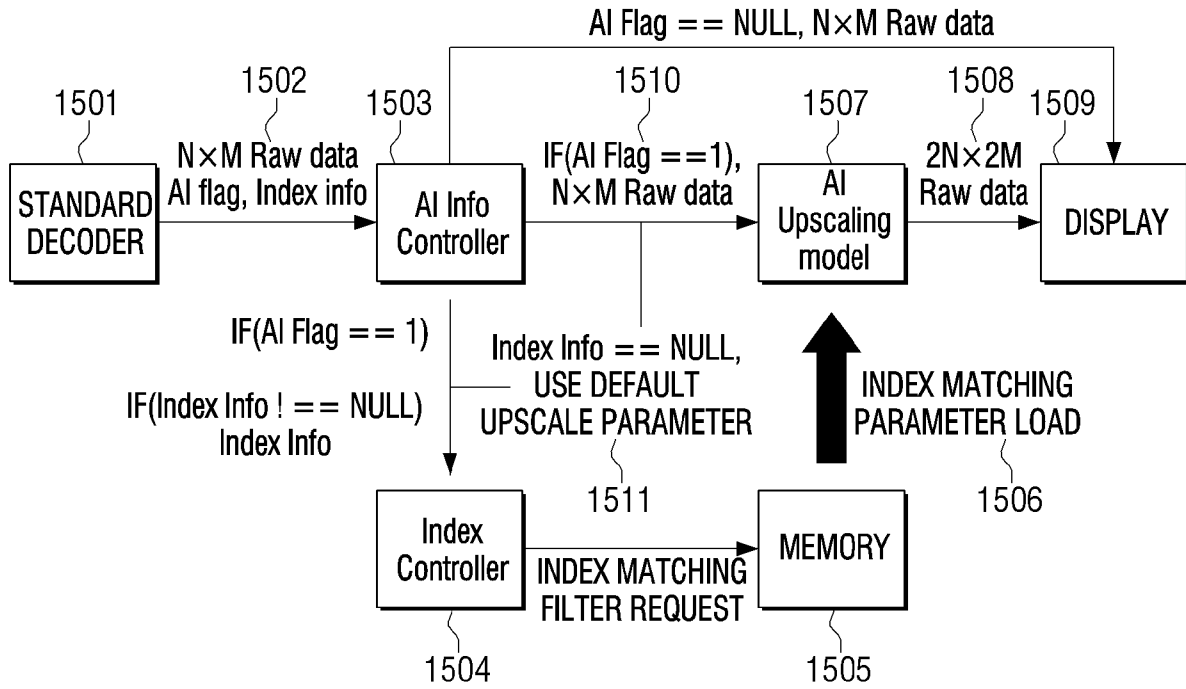 AI Flag == NULL, N×M Raw data
1501
1502
1503
1510
1507
1508
1509
N×M Raw data
AI flag, Index info
IF(AI Flag ==1),
N×M Raw data
2N×2M
Raw data
STANDARD
DECODER
AI Info
Controller
AI
Upscaling
model
DISPLAY
IF(AI Flag == 1)
IF(Index Info ! == NULL)
Index Info
Index Info == NULL,
USE DEFAULT
UPSCALE PARAMETER
1511
INDEX MATCHING
PARAMETER LOAD
1506
Index
Controller
INDEX MATCHING
FILTER REQUEST
MEMORY
1504
1505